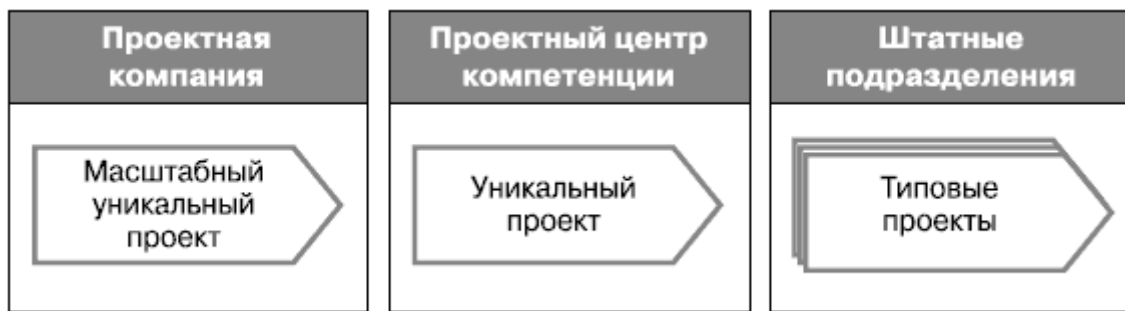 Проектная
компания
Масштабный
уникальный
проект
Проектный центр
компетенции
Уникальный
проект
Штатные
подразделения
Типовые
проекты